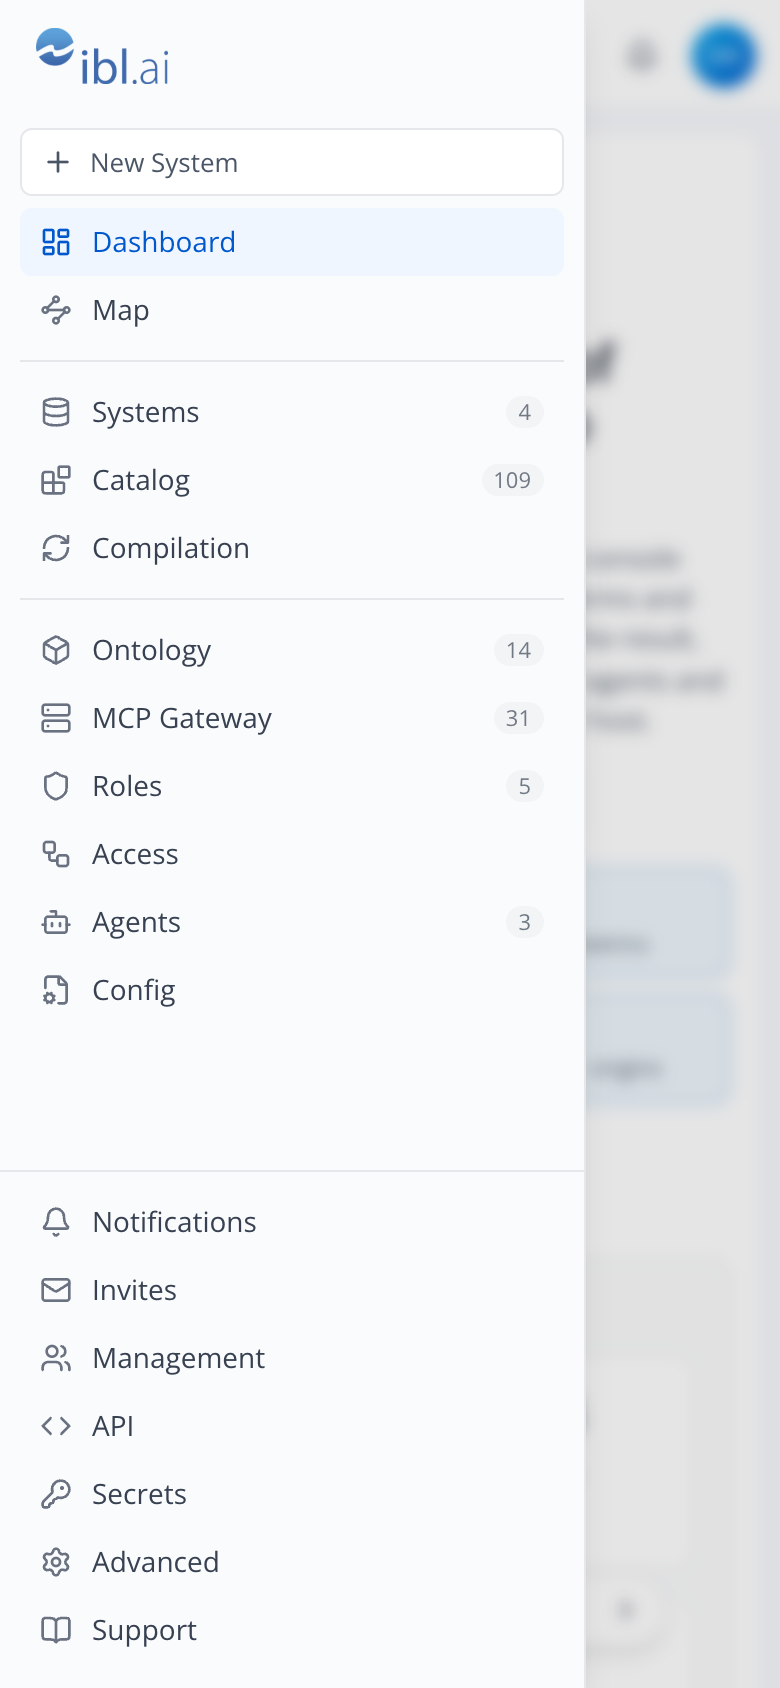 ibl.ai
New System
Dashboard
Map
Systems 4
Catalog 109
Compilation
Ontology 14
MCP Gateway 31
Roles 5
Access
Agents 3
Config
Notifications
Invites
Management
API
Secrets
Advanced
Support